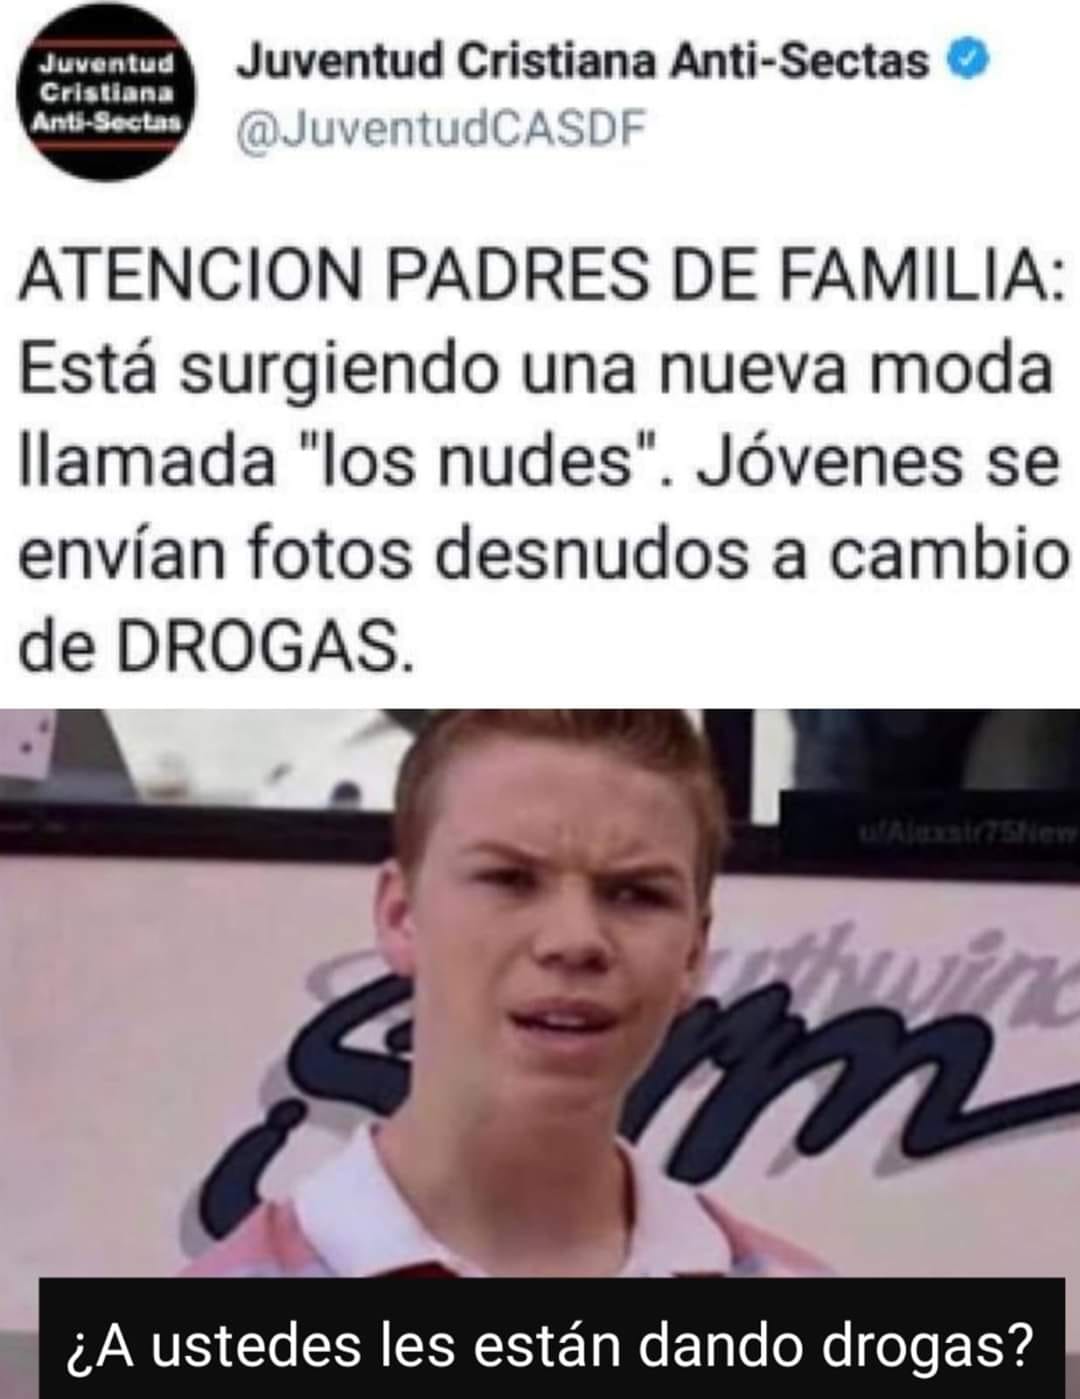 Juventud
Cristiana
Anti-Sectas
Juventud Cristiana Anti-Sectas
@JuventudCASDF
ATENCION PADRES DE FAMILIA:
Está surgiendo una nueva moda
llamada "los nudes". Jóvenes se
envían fotos desnudos a cambio
de DROGAS.
¿A ustedes les están dando drogas?